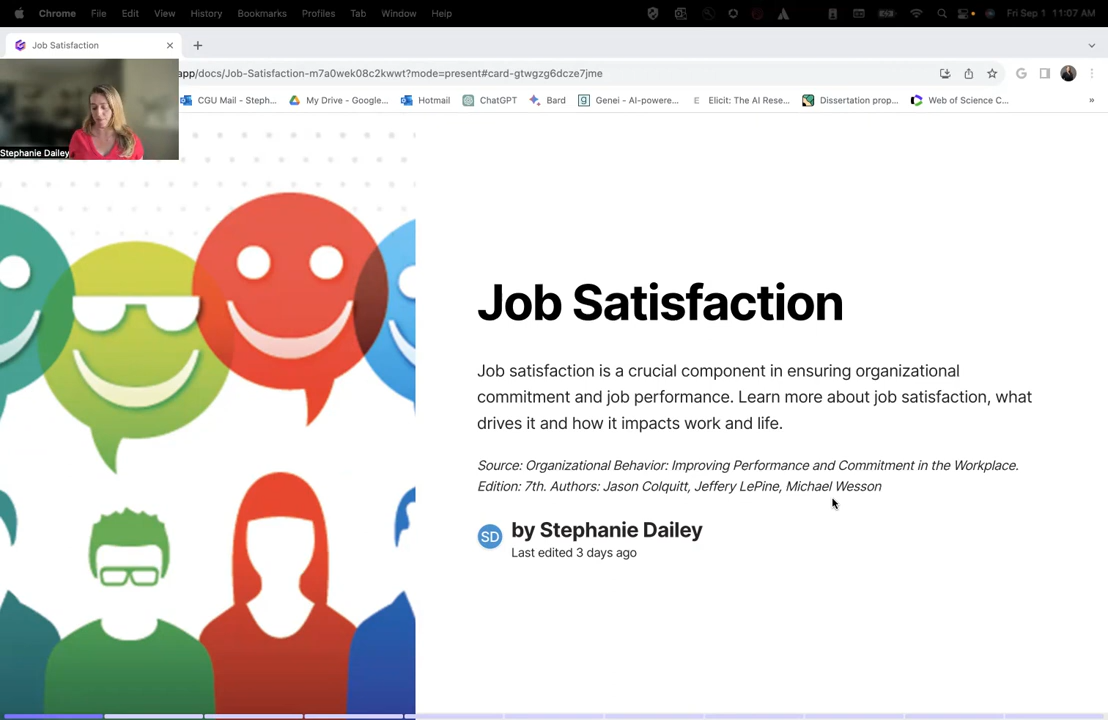 Chrome File Edit View History Bookmarks Profiles Tab Window Help Fri Sep 1 11:07 AM
Job Satisfaction
app/docs/Job-Satisfaction-m7a0wek08c2kwwt?mode=present#card-gtwgzg6dcze7jme
CGU Mail - Steph... My Drive - Google... Hotmail ChatGPT Bard Genei - AI-powere... E Elicit: The AI Rese... Dissertation prop... Web of Science C... »
Stephanie Dailey
Job Satisfaction
Job satisfaction is a crucial component in ensuring organizational
commitment and job performance. Learn more about job satisfaction, what
drives it and how it impacts work and life.
Source: Organizational Behavior: Improving Performance and Commitment in the Workplace.
Edition: 7th. Authors: Jason Colquitt, Jeffery LePine, Michael Wesson
SD by Stephanie Dailey
Last edited 3 days ago